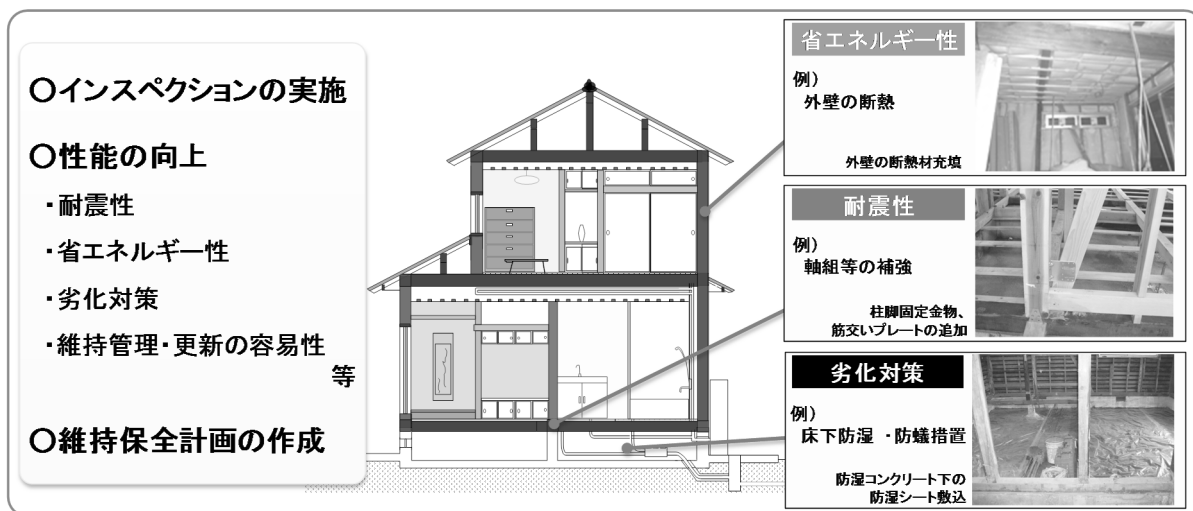 ○インスペクションの実施
○性能の向上
・耐震性
・省エネルギー性
・劣化対策
・維持管理・更新の容易性
等
○維持保全計画の作成
省エネルギー性
例)
外壁の断熱
外壁の断熱材充填
耐震性
例)
軸組等の補強
柱脚固定金物、
筋交いプレートの追加
劣化対策
例)
床下防湿・防蟻措置
防湿コンクリート下の
防湿シート敷込